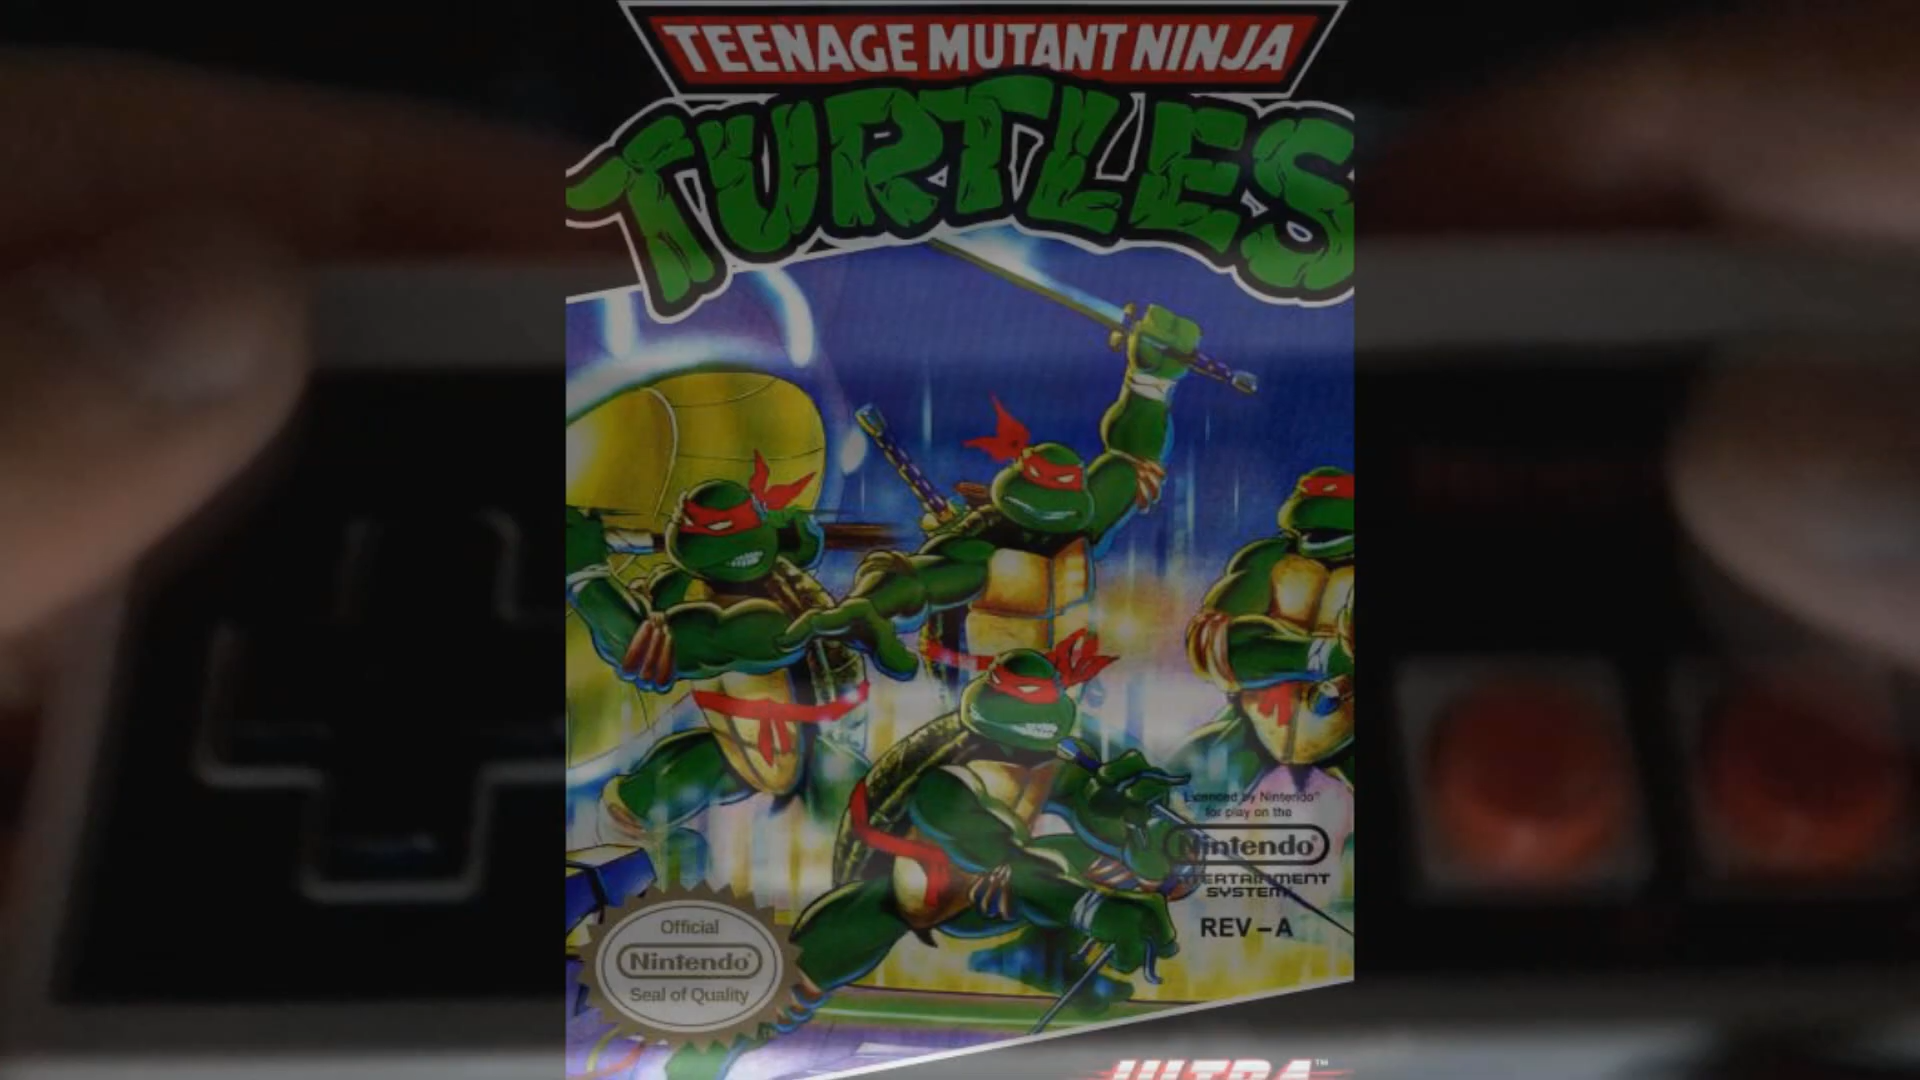 TEENAGE MUTANT NINJA
TURTLES
Licensed by Nintendo®
for play on the
Nintendo®
ENTERTAINMENT
SYSTEM
REV-A
Official
Nintendo®
Seal of Quality
ULTRA™